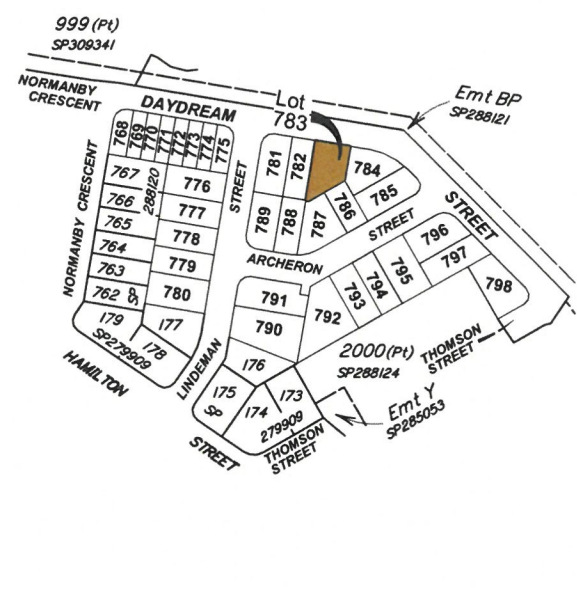 999 (Pt)
SP309341
NORMANBY
CRESCENT
DAYDREAM
Lot
783
Emt BP
SP288121
768
769
770
771
772
773
774
775
781
782
784
785
786
787
788
789
STREET
STREET
NORMANBY CRESCENT
767
766
765
764
763
762
SP
288120
776
777
778
779
780
179
SP279909
178
177
HAMILTON
LINDEMAN
STREET
ARCHERON
STREET
791
790
792
793
794
795
796
797
798
176
175
SP
174
173
279909
2000 (Pt)
SP288124
THOMSON
STREET
Emt Y
SP285053
THOMSON
STREET